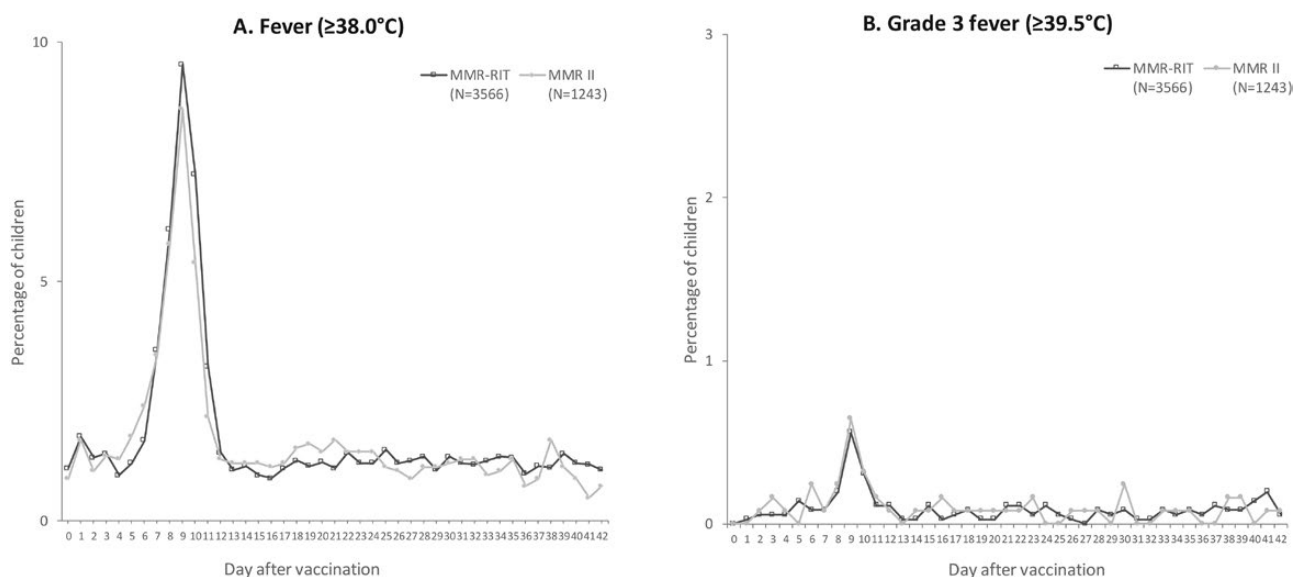 A. Fever (≥38.0°C)
10
MMR-RIT MMR II
(N=3566) (N=1243)
Percentage of children
5
0
0 1 2 3 4 5 6 7 8 9 10 11 12 13 14 15 16 17 18 19 20 21 22 23 24 25 26 27 28 29 30 31 32 33 34 35 36 37 38 39 40 41 42
Day after vaccination
B. Grade 3 fever (≥39.5°C)
3
MMR-RIT MMR II
(N=3566) (N=1243)
Percentage of children
2
1
0
0 1 2 3 4 5 6 7 8 9 10 11 12 13 14 15 16 17 18 19 20 21 22 23 24 25 26 27 28 29 30 31 32 33 34 35 36 37 38 39 40 41 42
Day after vaccination